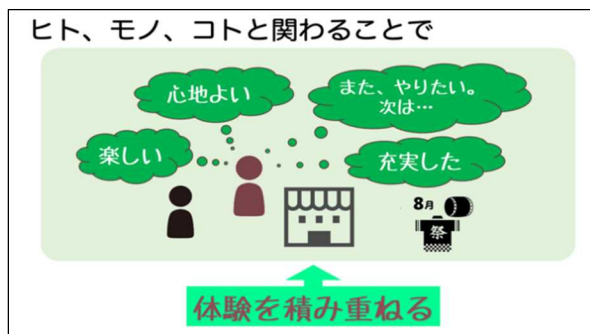 ヒト、モノ、コトと関わることで
心地よい
また、やりたい。
次は…
楽しい
充実した
8月
祭
体験を積み重ねる